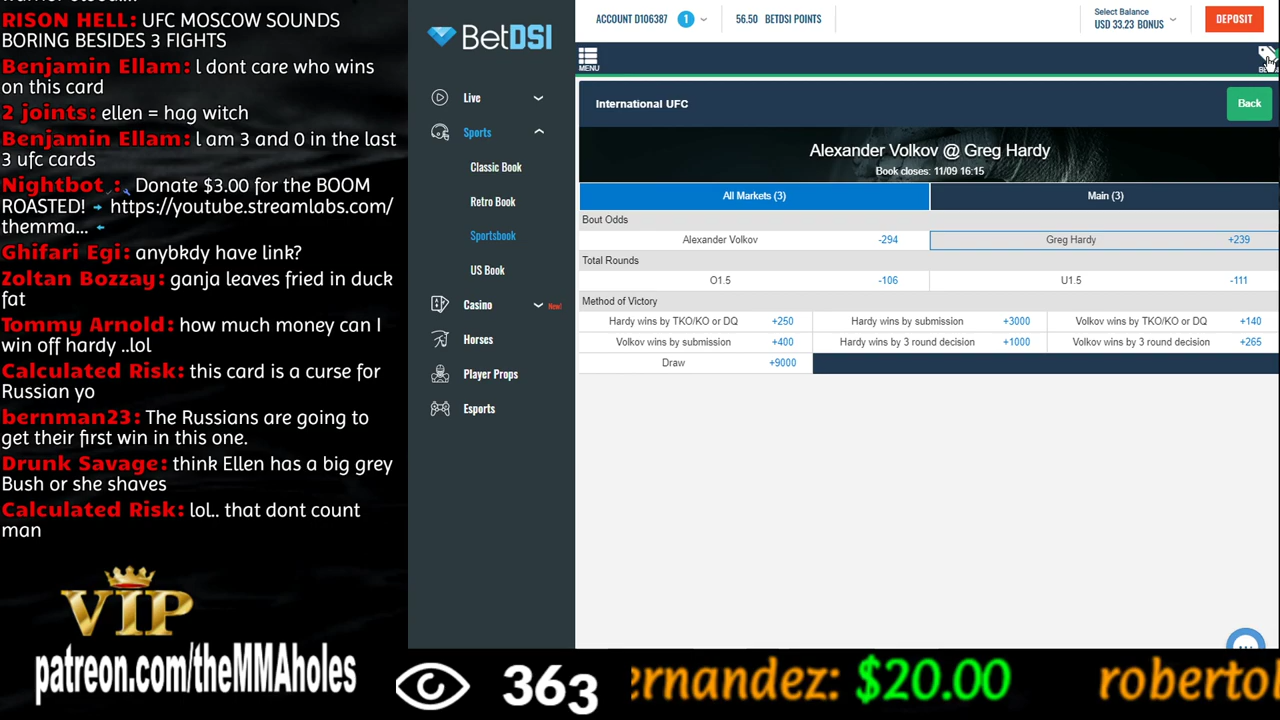 RISON HELL: UFC MOSCOW SOUNDS
BORING BESIDES 3 FIGHTS
Benjamin Ellam: l dont care who wins
on this card
2 joints: ellen = hag witch
Benjamin Ellam: l am 3 and 0 in the last
3 ufc cards
Nightbot : Donate $3.00 for the BOOM
ROASTED! https://youtube.streamlabs.com/
themma...
Ghifari Egi: anybkdy have link?
Zoltan Bozzay: ganja leaves fried in duck
fat
Tommy Arnold: how much money can I
win off hardy ..lol
Calculated Risk: this card is a curse for
Russian yo
bernman23: The Russians are going to
get their first win in this one.
Drunk Savage: think Ellen has a big grey
Bush or she shaves
Calculated Risk: lol.. that dont count
man
VIP
patreon.com/theMMAholes
BetDSI
Live
Sports
Classic Book
Retro Book
Sportsbook
US Book
Casino New!
Horses
Player Props
Esports
ACCOUNT D106387 1 56.50 BETDSI POINTS
Select Balance
USD 33.23 BONUS
DEPOSIT
MENU
International UFC
Back
Alexander Volkov @ Greg Hardy
Book closes: 11/09 16:15
All Markets (3) Main (3)
Bout Odds
Alexander Volkov -294 Greg Hardy +239
Total Rounds
O1.5 -106 U1.5 -111
Method of Victory
Hardy wins by TKO/KO or DQ +250 Hardy wins by submission +3000 Volkov wins by TKO/KO or DQ +140
Volkov wins by submission +400 Hardy wins by 3 round decision +1000 Volkov wins by 3 round decision +265
Draw +9000
363 ernandez: $20.00 robertol